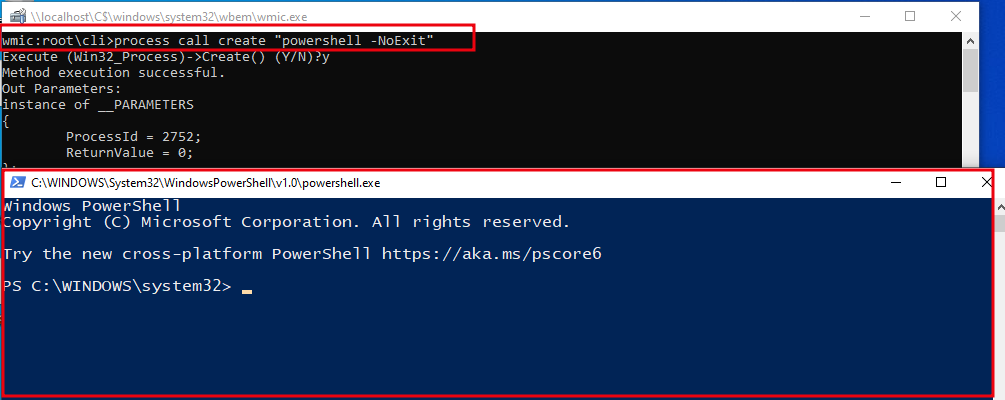 \\localhost\C$\windows\system32\wbem\wmic.exe
wmic:root\cli>process call create "powershell -NoExit"
Execute (Win32_Process)->Create() (Y/N)?y
Method execution successful.
Out Parameters:
instance of __PARAMETERS
{
        ProcessId = 2752;
        ReturnValue = 0;
};
C:\WINDOWS\System32\WindowsPowerShell\v1.0\powershell.exe
Windows PowerShell
Copyright (C) Microsoft Corporation. All rights reserved.
Try the new cross-platform PowerShell https://aka.ms/pscore6
PS C:\WINDOWS\system32>